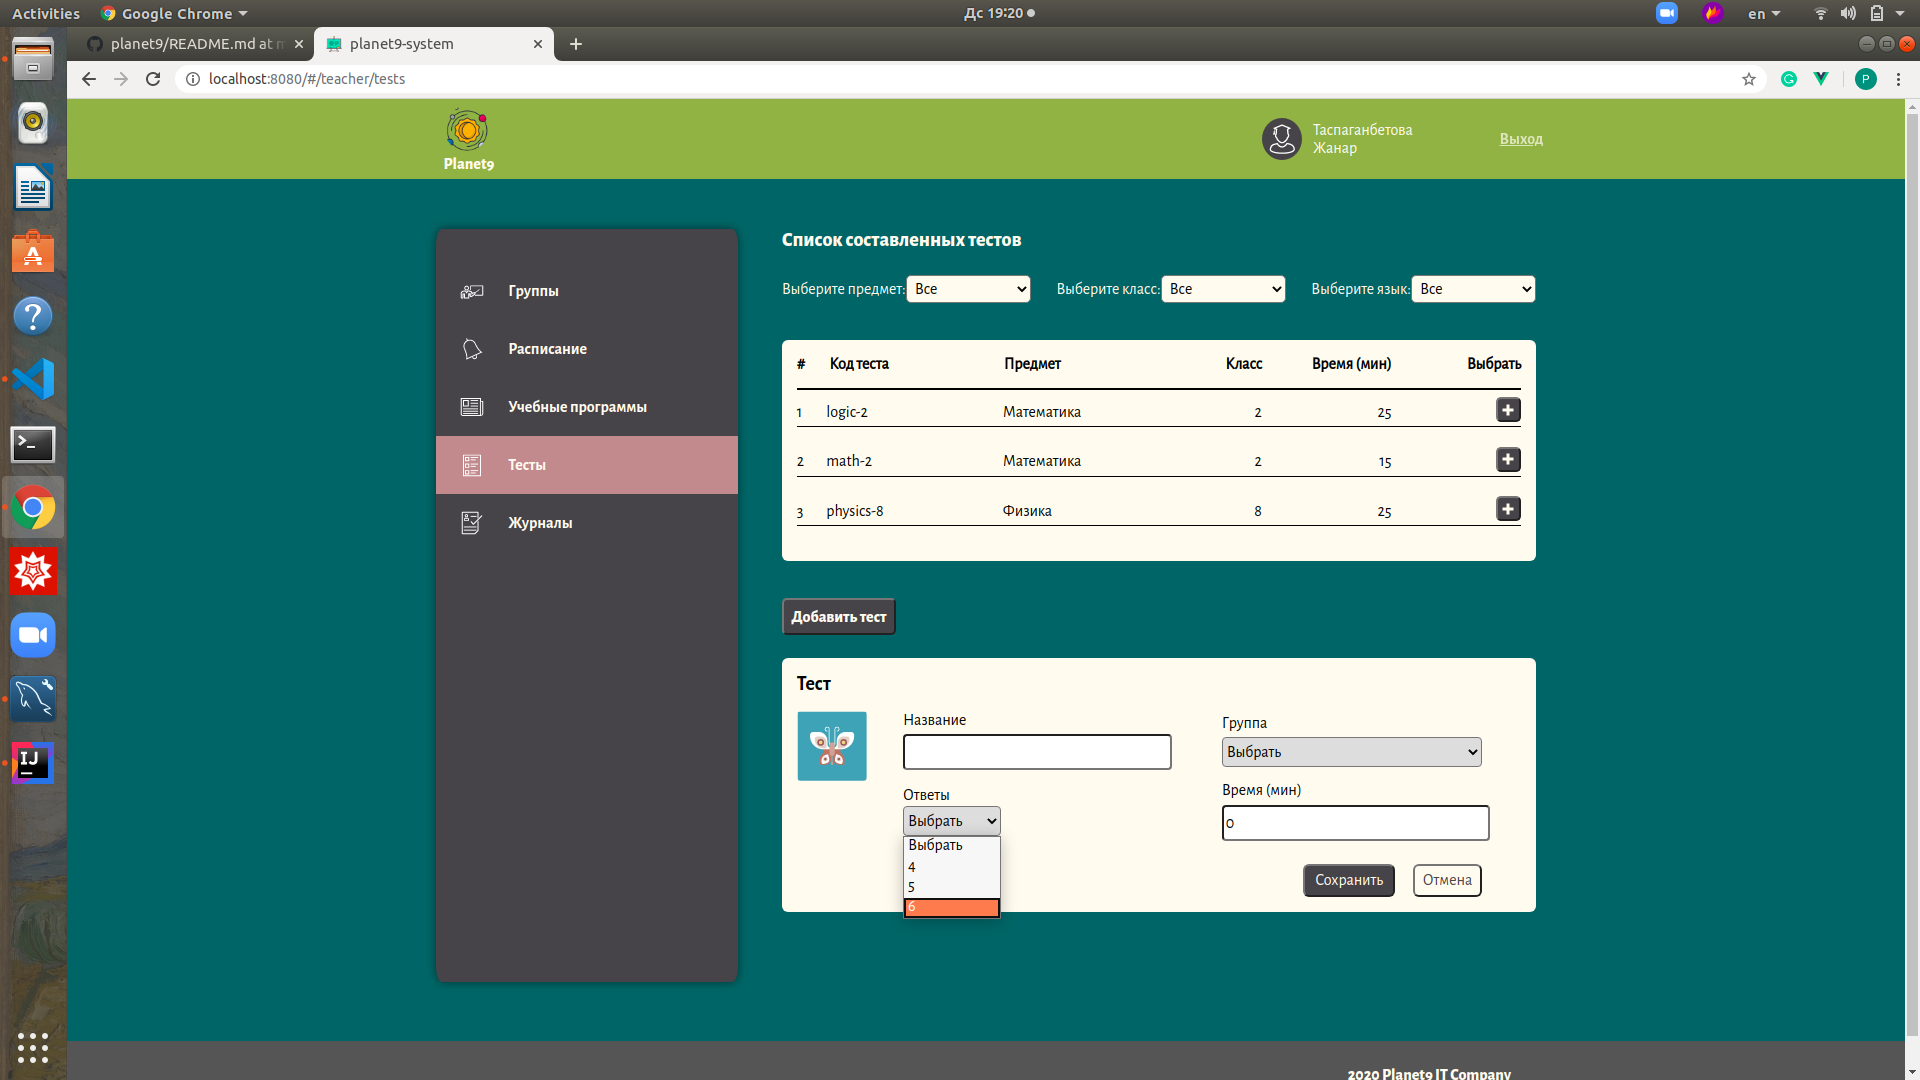 Activities
Google Chrome
Дс 19:20
en
planet9/README.md at m
planet9-system
localhost:8080/#/teacher/tests
P
Planet9
Таспаганбетова
Жанар
Выход
Группы
Расписание
Учебные программы
Тесты
Журналы
Список составленных тестов
Выберите предмет: Все
Выберите класс: Все
Выберите язык: Все
# Код теста Предмет Класс Время (мин) Выбрать
1 logic-2 Математика 2 25
2 math-2 Математика 2 15
3 physics-8 Физика 8 25
Добавить тест
Тест
Название
Группа
Выбрать
Ответы
Выбрать
Выбрать
4
5
6
Время (мин)
0
Сохранить
Отмена
2020 Planet9 IT Company
IJ